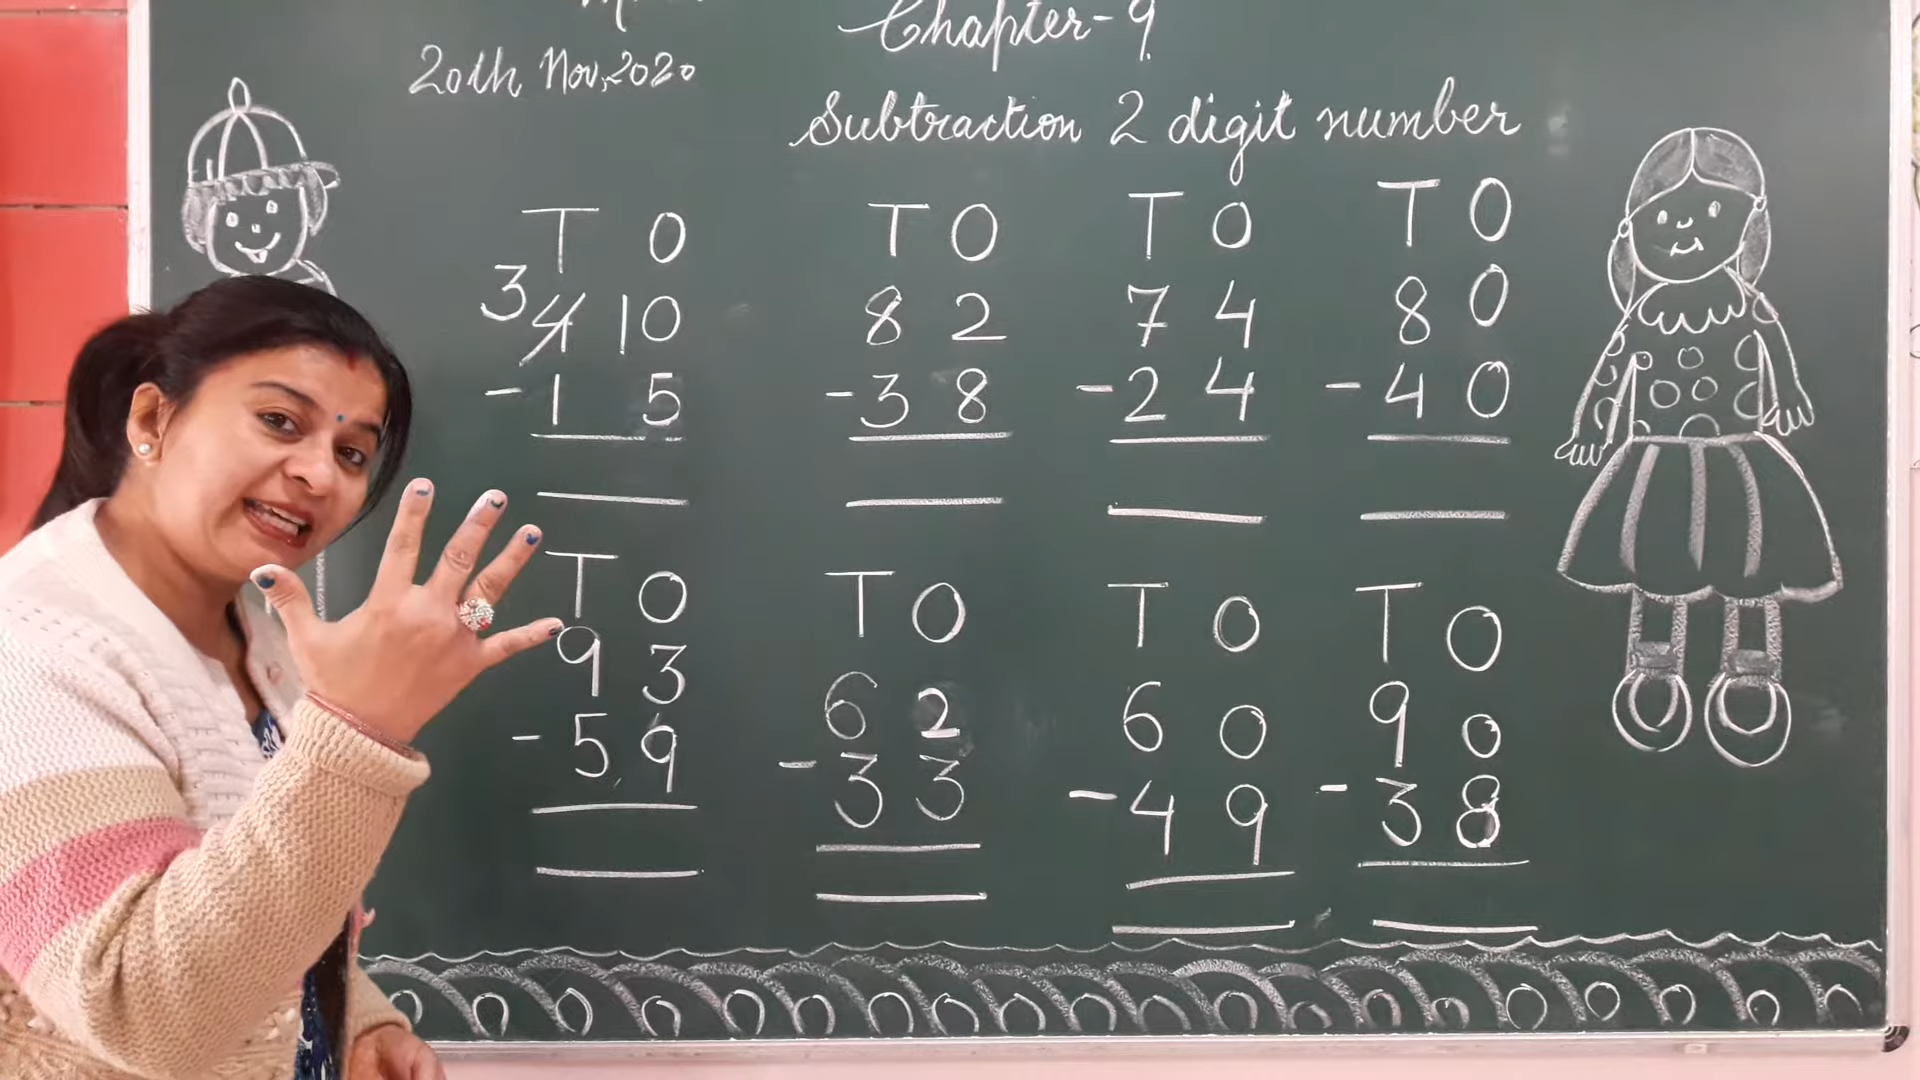 Chapter-9
20th Nov, 2020
Subtraction 2 digit number
T O T O T O T O
3
4 10 8 2 7 4 8 0
-1 5 -3 8 -2 4 -4 0
T O T O T O T O
9 3 6 2 6 0 9 0
-5 9 -3 3 -4 9 -3 8